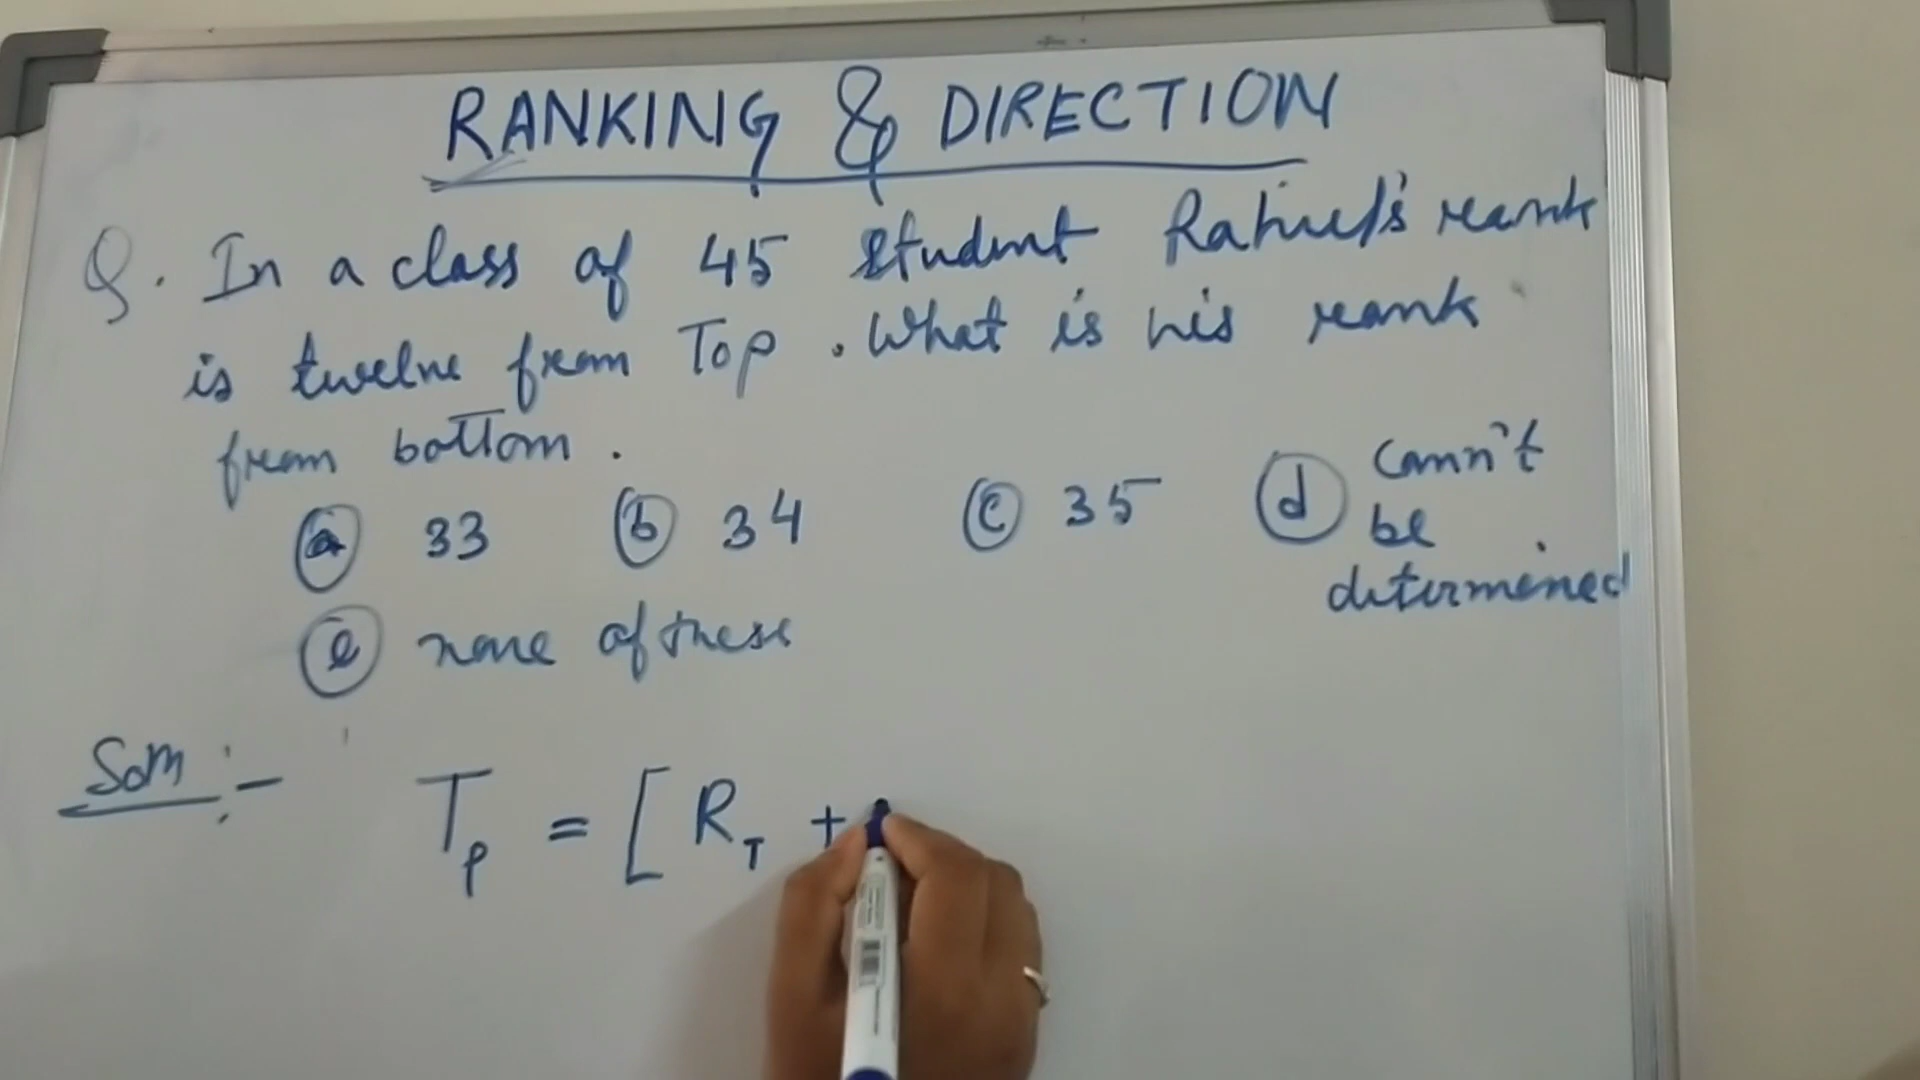 RANKING & DIRECTION
Q. In a class of 45 student Rahul's rank
is twelve from Top. What is his rank
from bottom.
(a) 33 (b) 34 (c) 35 (d) cann't
be
determined
(e) none of these
Soln :-
Tp = [ RT +